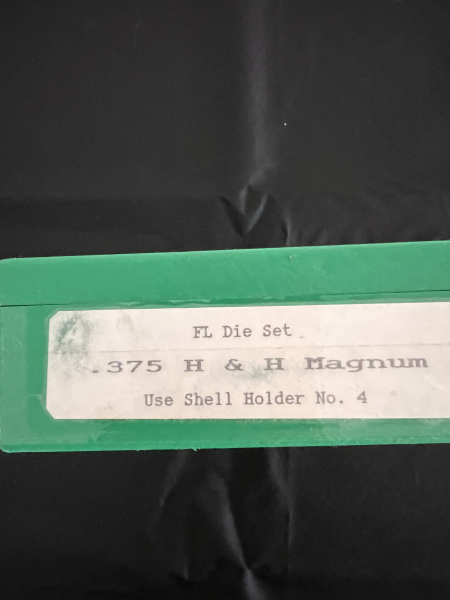 FL Die Set
.375 H & H Magnum
Use Shell Holder No. 4